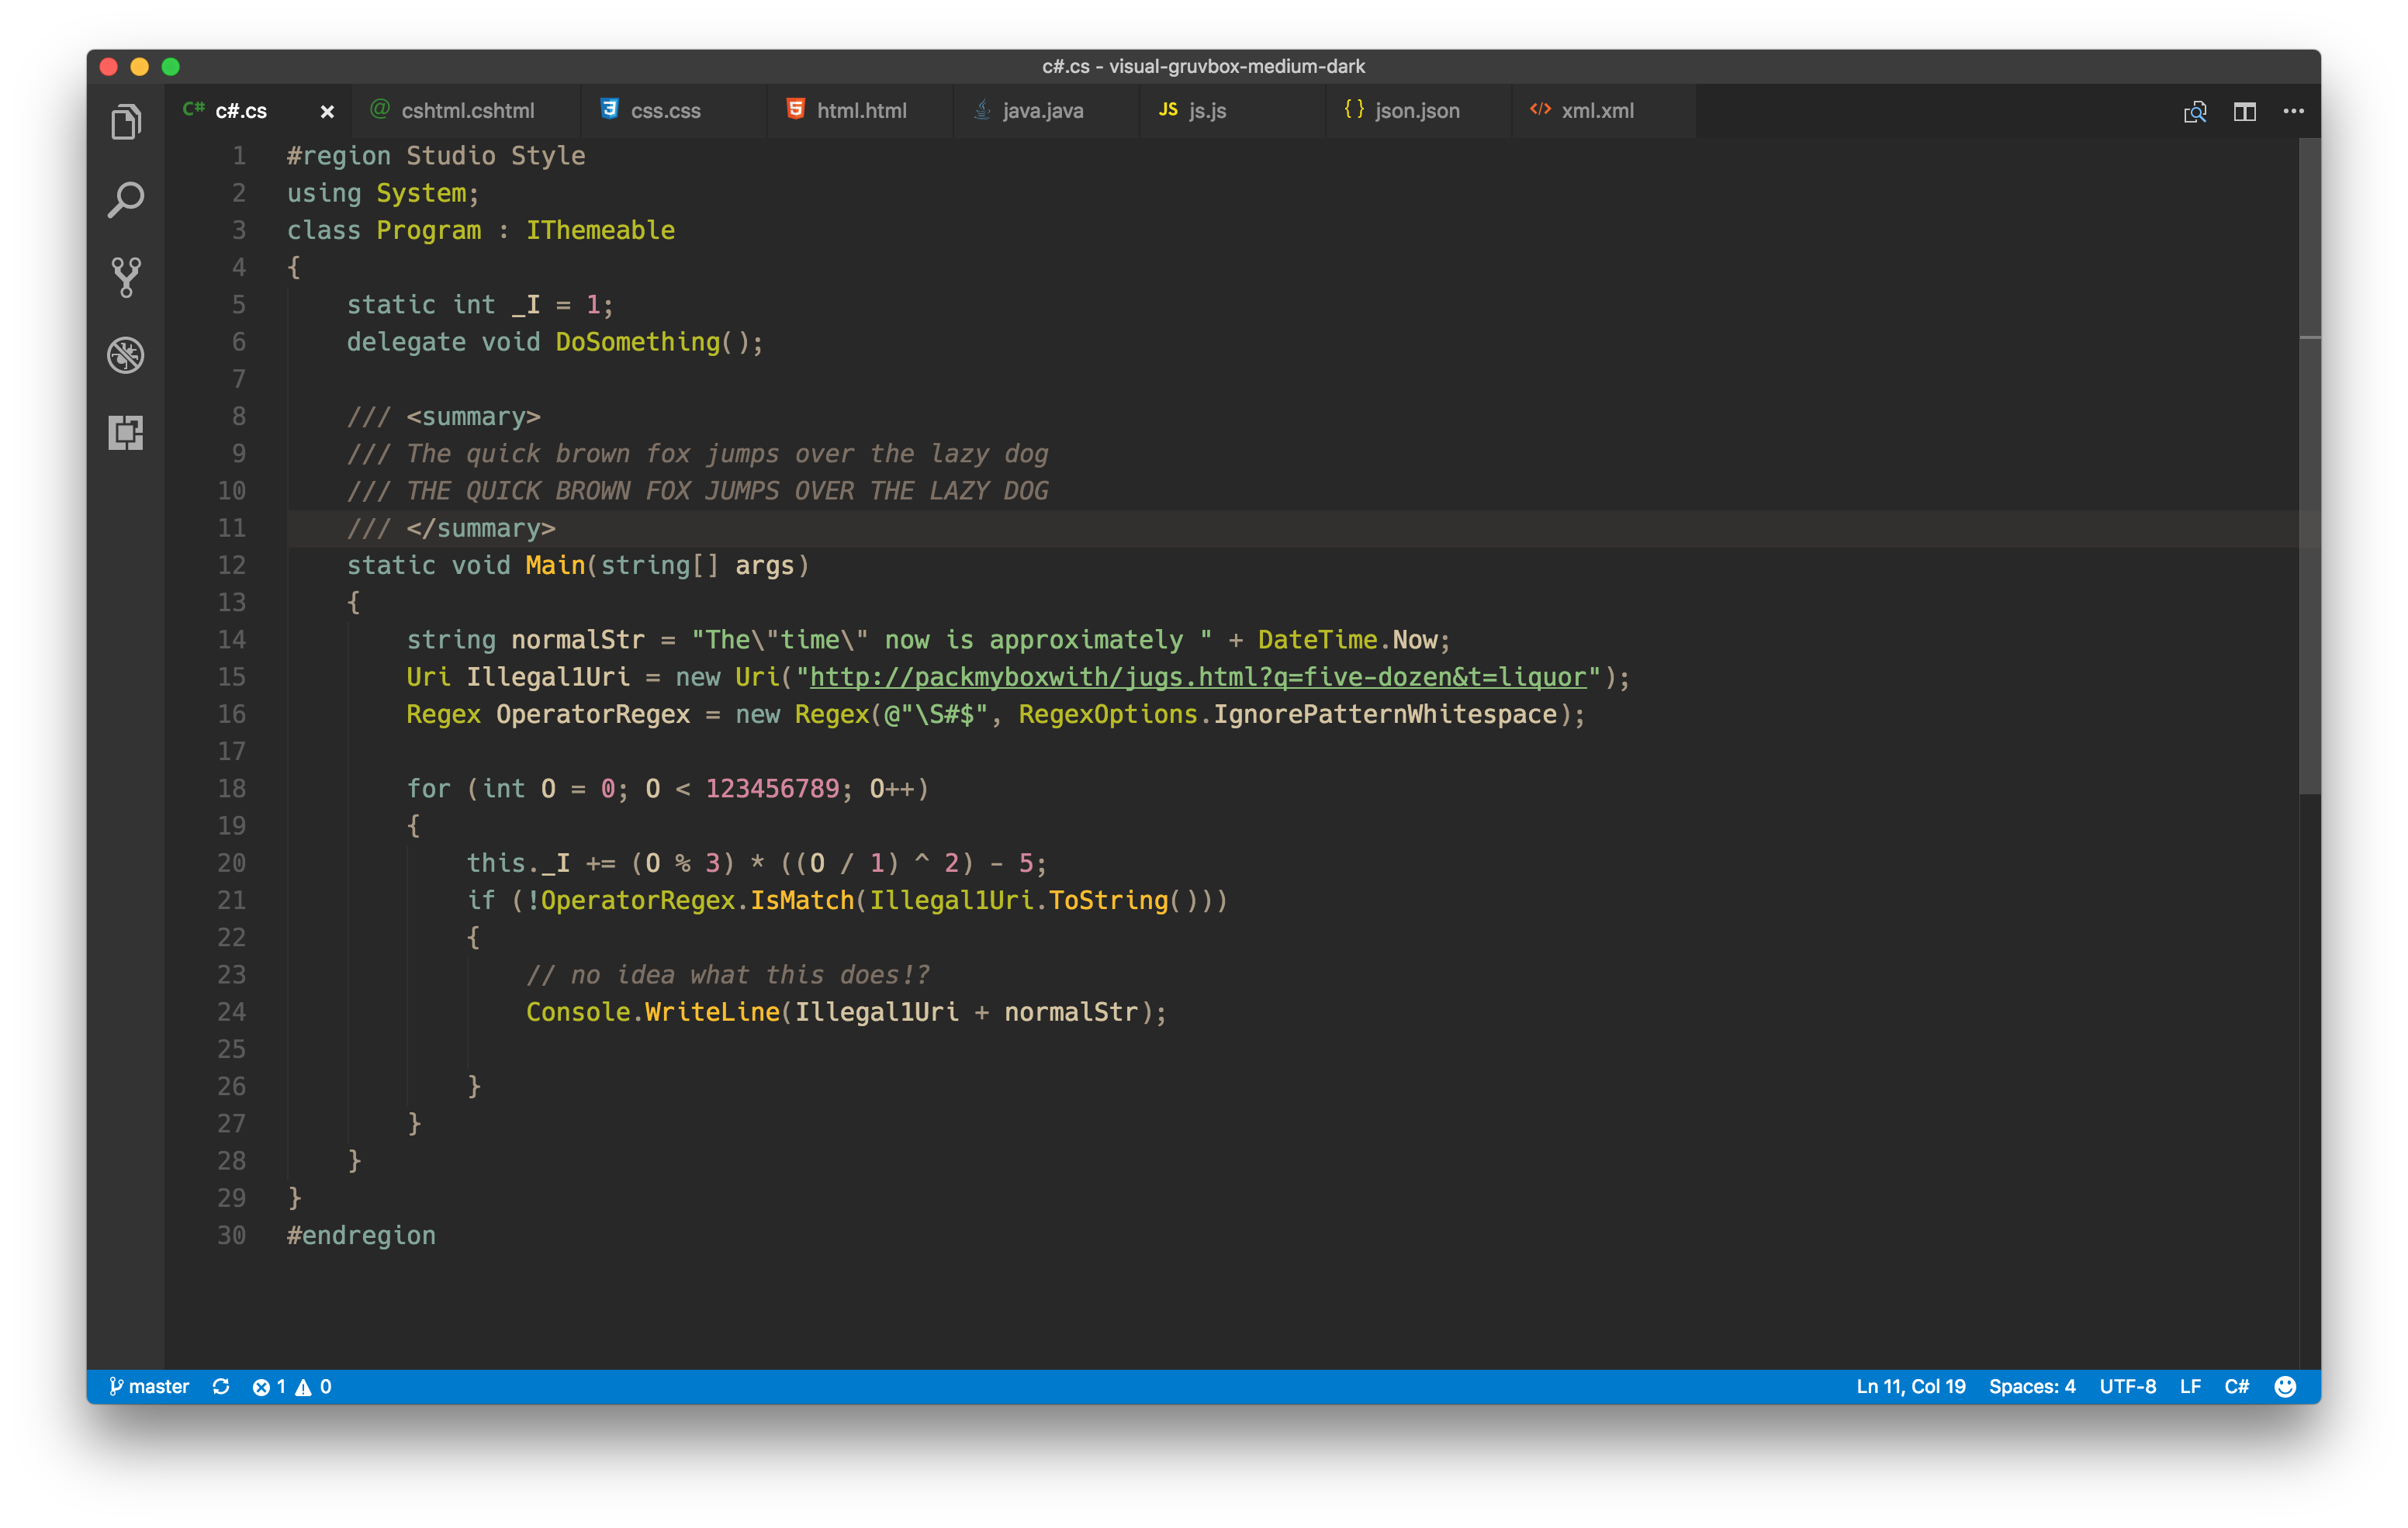 c#.cs - visual-gruvbox-medium-dark
C# c#.cs × @ cshtml.cshtml 3 css.css 5 html.html java.java JS js.js {} json.json </> xml.xml ...
1 #region Studio Style
2 using System;
3 class Program : IThemeable
4 {
5 static int _I = 1;
6 delegate void DoSomething();
7
8 /// <summary>
9 /// The quick brown fox jumps over the lazy dog
10 /// THE QUICK BROWN FOX JUMPS OVER THE LAZY DOG
11 /// </summary>
12 static void Main(string[] args)
13 {
14 string normalStr = "The\"time\" now is approximately " + DateTime.Now;
15 Uri Illegal1Uri = new Uri("http://packmyboxwith/jugs.html?q=five-dozen&t=liquor");
16 Regex OperatorRegex = new Regex(@"\S#$", RegexOptions.IgnorePatternWhitespace);
17
18 for (int O = 0; O < 123456789; O++)
19 {
20 this._I += (O % 3) * ((O / 1) ^ 2) - 5;
21 if (!OperatorRegex.IsMatch(Illegal1Uri.ToString()))
22 {
23 // no idea what this does!?
24 Console.WriteLine(Illegal1Uri + normalStr);
25
26 }
27 }
28 }
29 }
30 #endregion
master 1 0 Ln 11, Col 19 Spaces: 4 UTF-8 LF C#